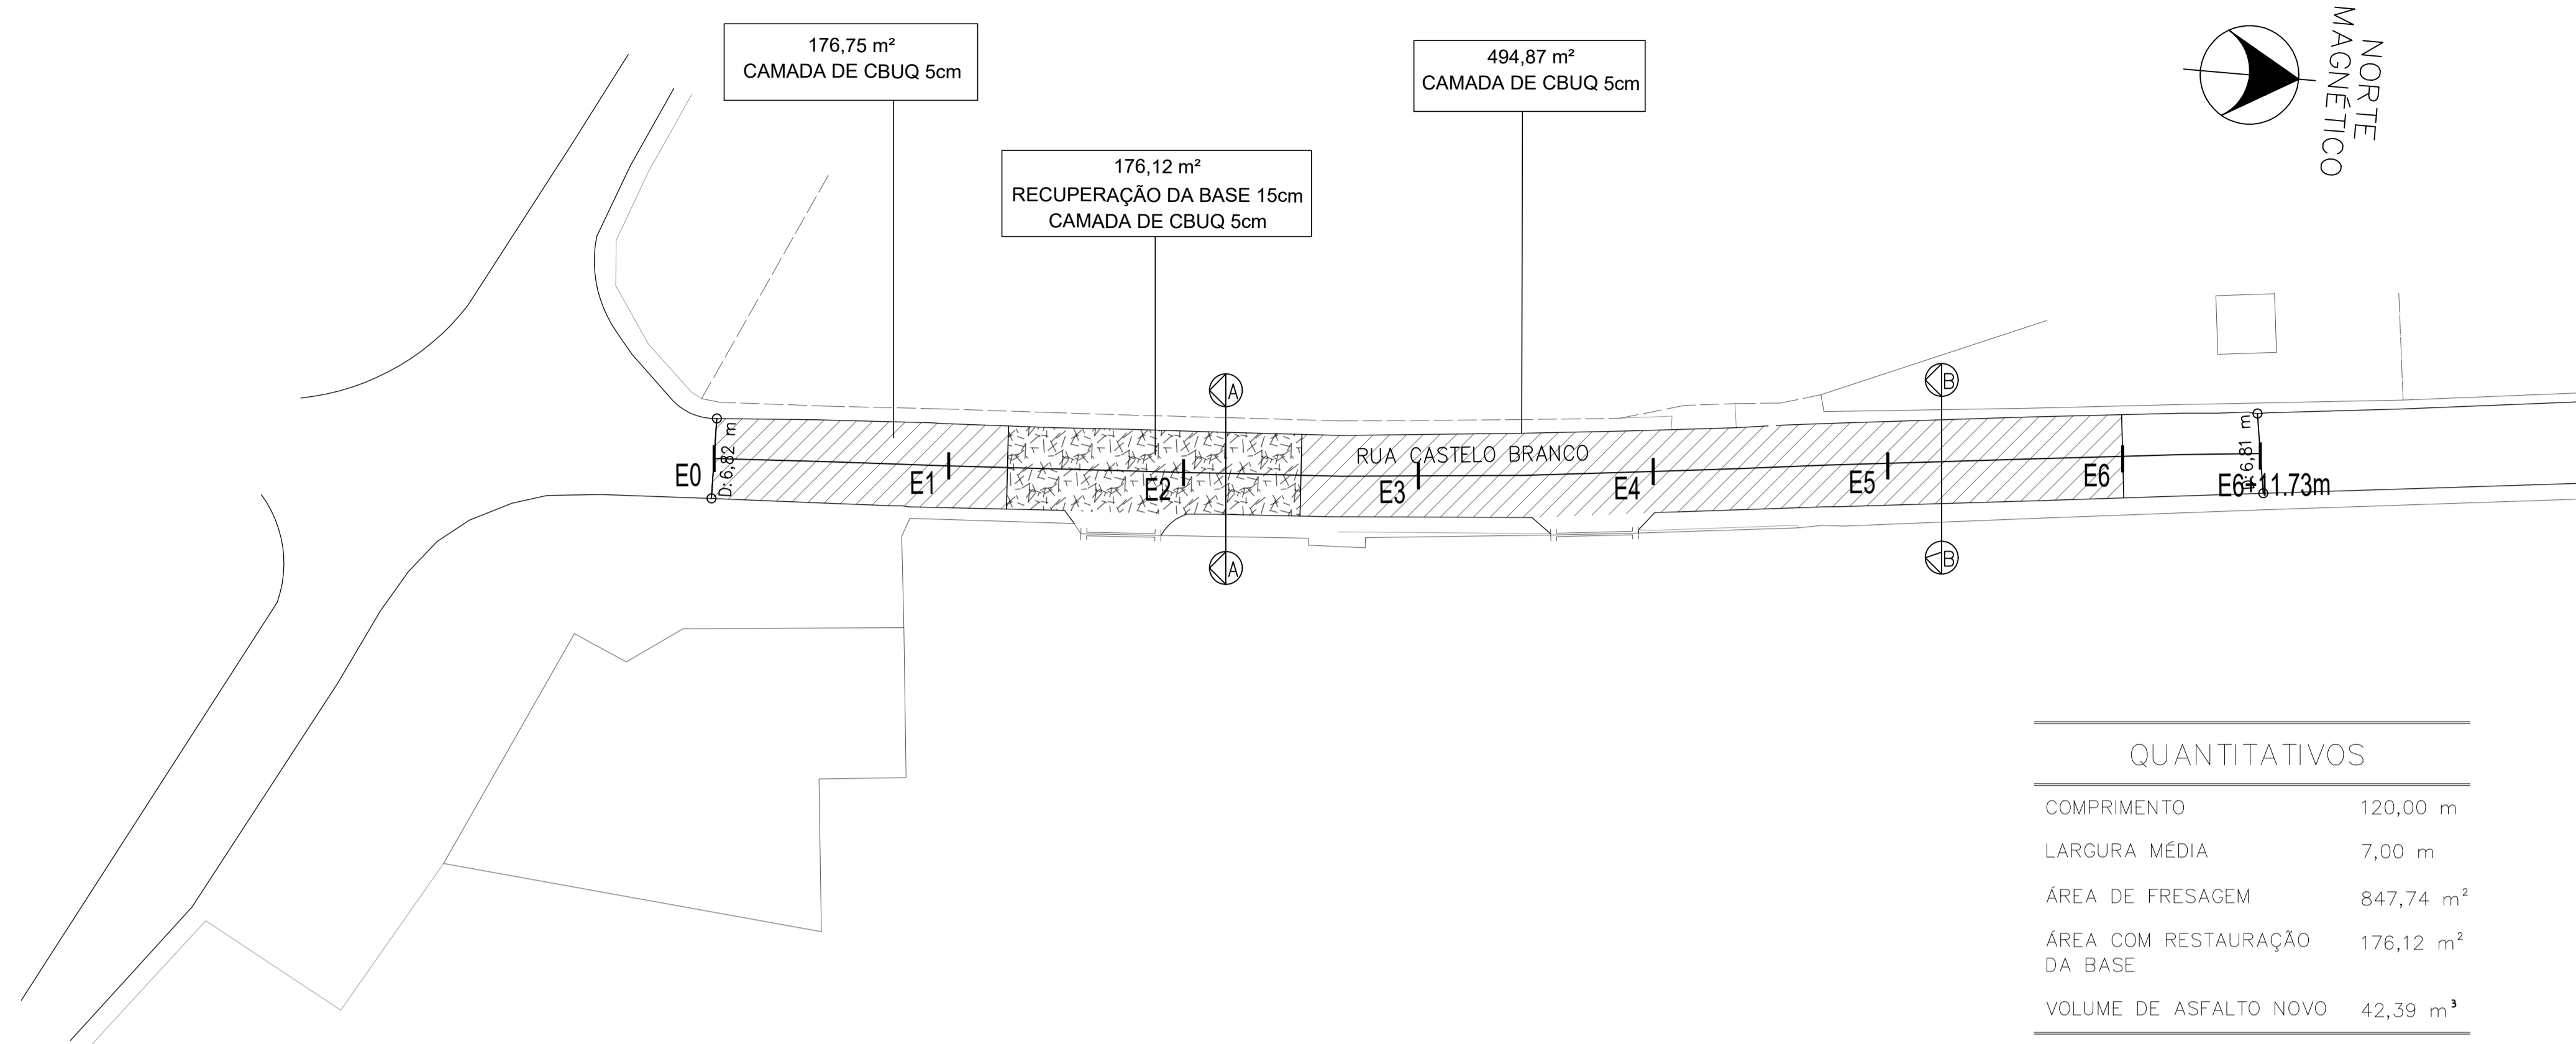 176,75 m²
CAMADA DE CBUQ 5cm
494,87 m²
CAMADA DE CBUQ 5cm
NORTE
MAGNÉTICO
176,12 m²
RECUPERAÇÃO DA BASE 15cm
CAMADA DE CBUQ 5cm
A
B
RUA CASTELO BRANCO
D:6,82 m
6,81 m
E0
E1
E2
E3
E4
E5
E6
E6+11.73m
A
B
QUANTITATIVOS
COMPRIMENTO 120,00 m
LARGURA MÉDIA 7,00 m
ÁREA DE FRESAGEM 847,74 m²
ÁREA COM RESTAURAÇÃO 176,12 m²
DA BASE
VOLUME DE ASFALTO NOVO 42,39 m³